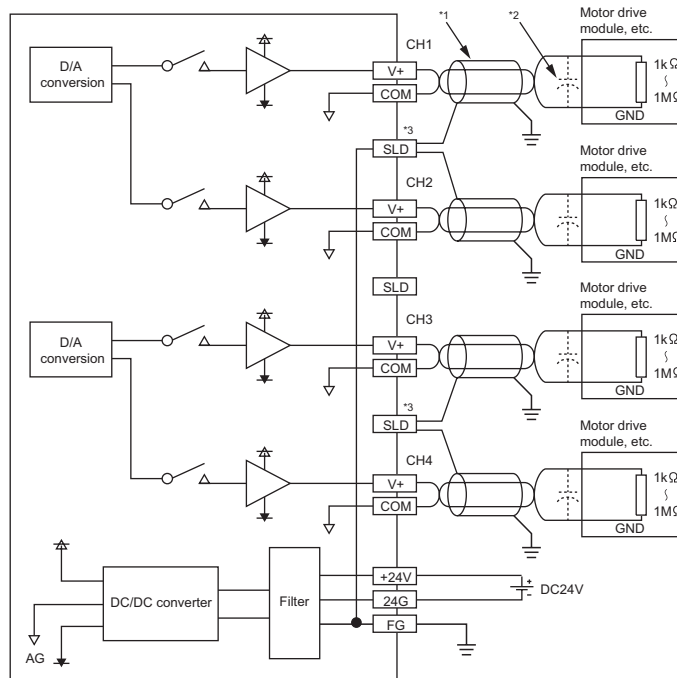 *1
*2
Motor drive
module, etc.
D/A
conversion
CH1
V+
COM
1kΩ
~
1MΩ
GND
*3
SLD
Motor drive
module, etc.
CH2
V+
COM
1kΩ
~
1MΩ
GND
SLD
Motor drive
module, etc.
D/A
conversion
CH3
V+
COM
1kΩ
~
1MΩ
GND
*3
SLD
Motor drive
module, etc.
CH4
V+
COM
1kΩ
~
1MΩ
GND
DC/DC converter
Filter
+24V
24G
FG
+
-
DC24V
AG